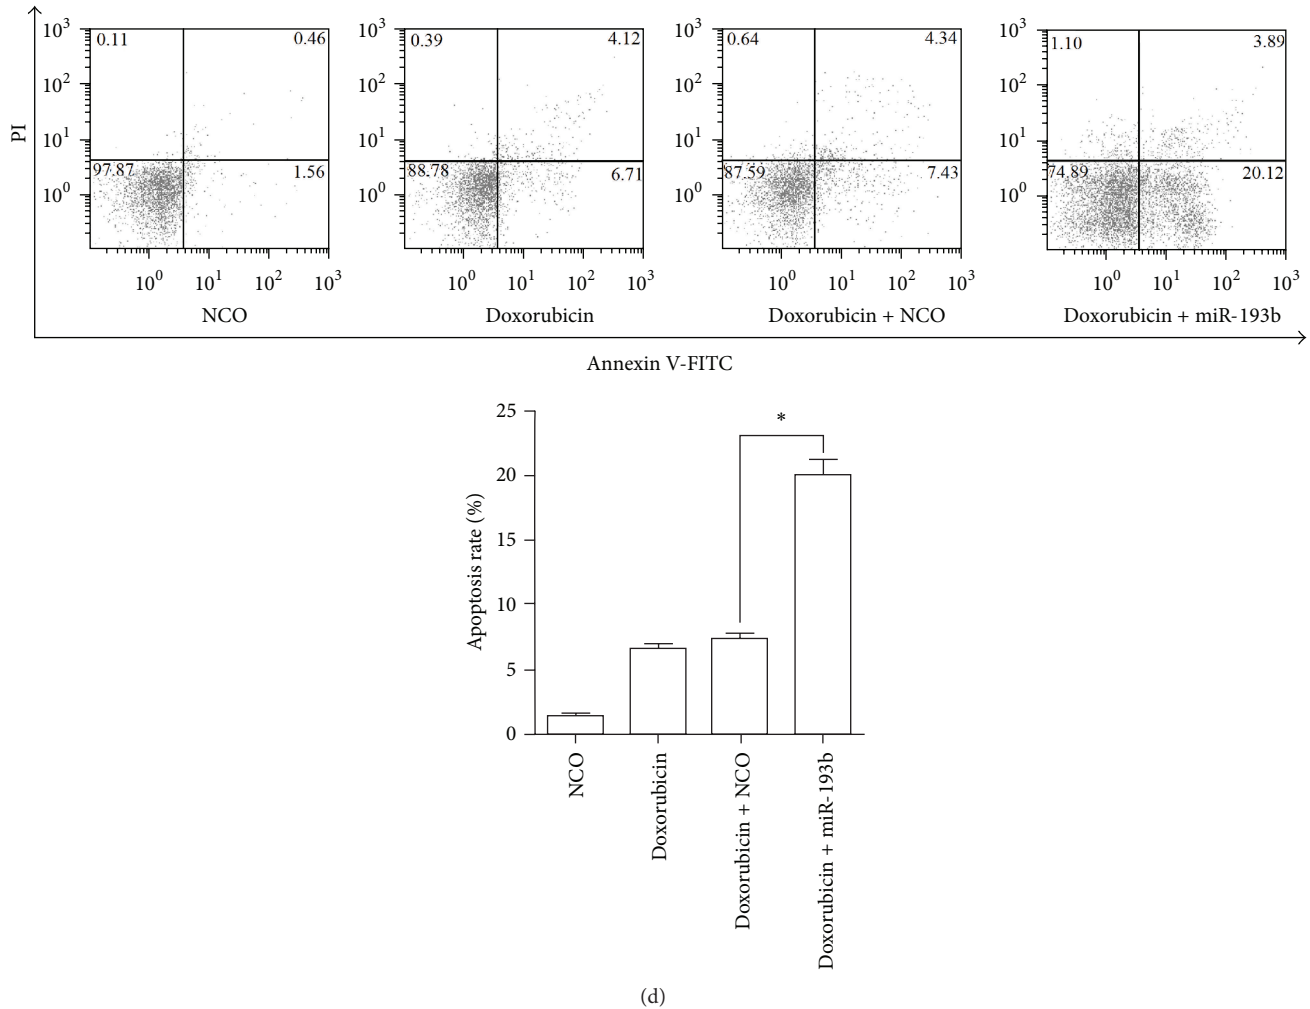 PI
10³
10²
10¹
10⁰
0.11 0.46
97.87 1.56
10⁰ 10¹ 10² 10³
NCO
10³
10²
10¹
10⁰
0.39 4.12
88.78 6.71
10⁰ 10¹ 10² 10³
Doxorubicin
10³
10²
10¹
10⁰
0.64 4.34
87.59 7.43
10⁰ 10¹ 10² 10³
Doxorubicin + NCO
10³
10²
10¹
10⁰
1.10 3.89
74.89 20.12
10⁰ 10¹ 10² 10³
Doxorubicin + miR-193b
Annexin V-FITC
Apoptosis rate (%)
25
20
15
10
5
0
*
NCO
Doxorubicin
Doxorubicin + NCO
Doxorubicin + miR-193b
(d)